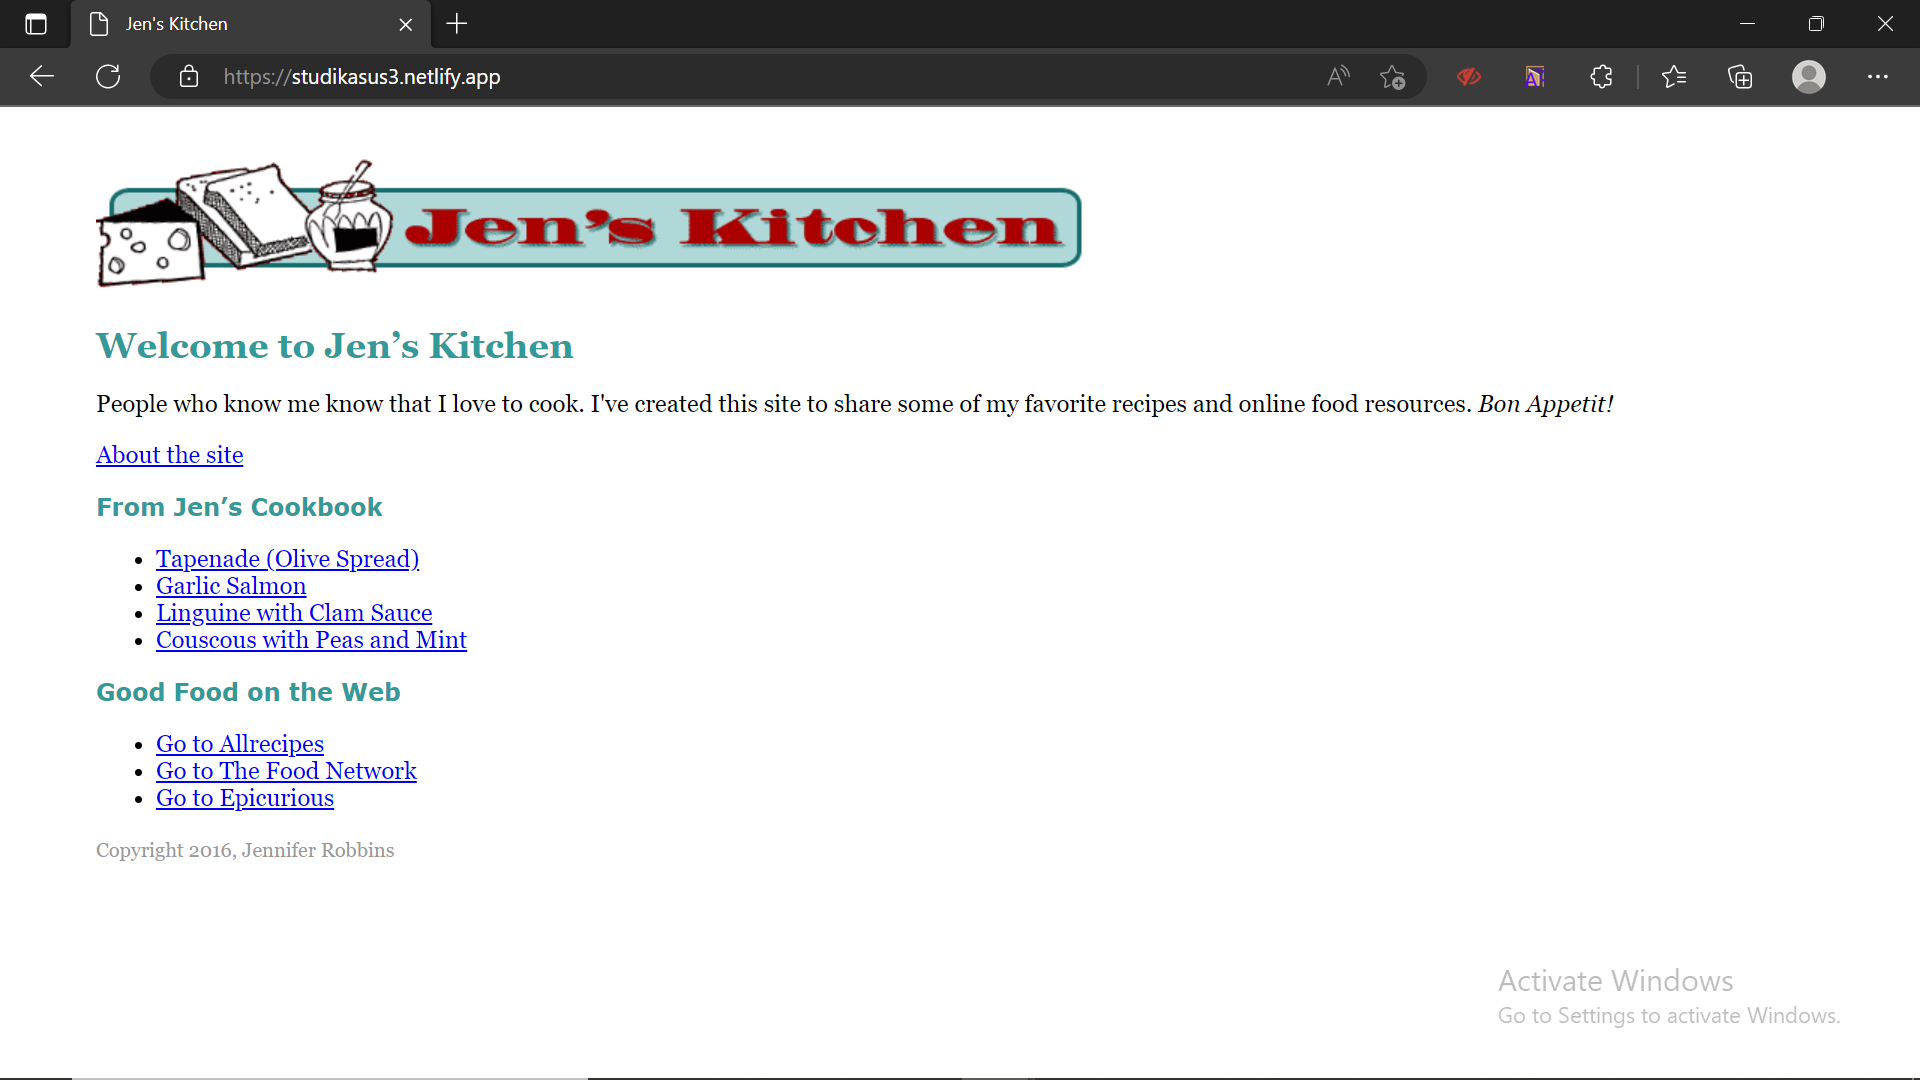 Jen's Kitchen
https://studikasus3.netlify.app
Jen’s Kitchen
Welcome to Jen’s Kitchen
People who know me know that I love to cook. I've created this site to share some of my favorite recipes and online food resources. Bon Appetit!
About the site
From Jen’s Cookbook
Tapenade (Olive Spread)
Garlic Salmon
Linguine with Clam Sauce
Couscous with Peas and Mint
Good Food on the Web
Go to Allrecipes
Go to The Food Network
Go to Epicurious
Copyright 2016, Jennifer Robbins
Activate Windows
Go to Settings to activate Windows.